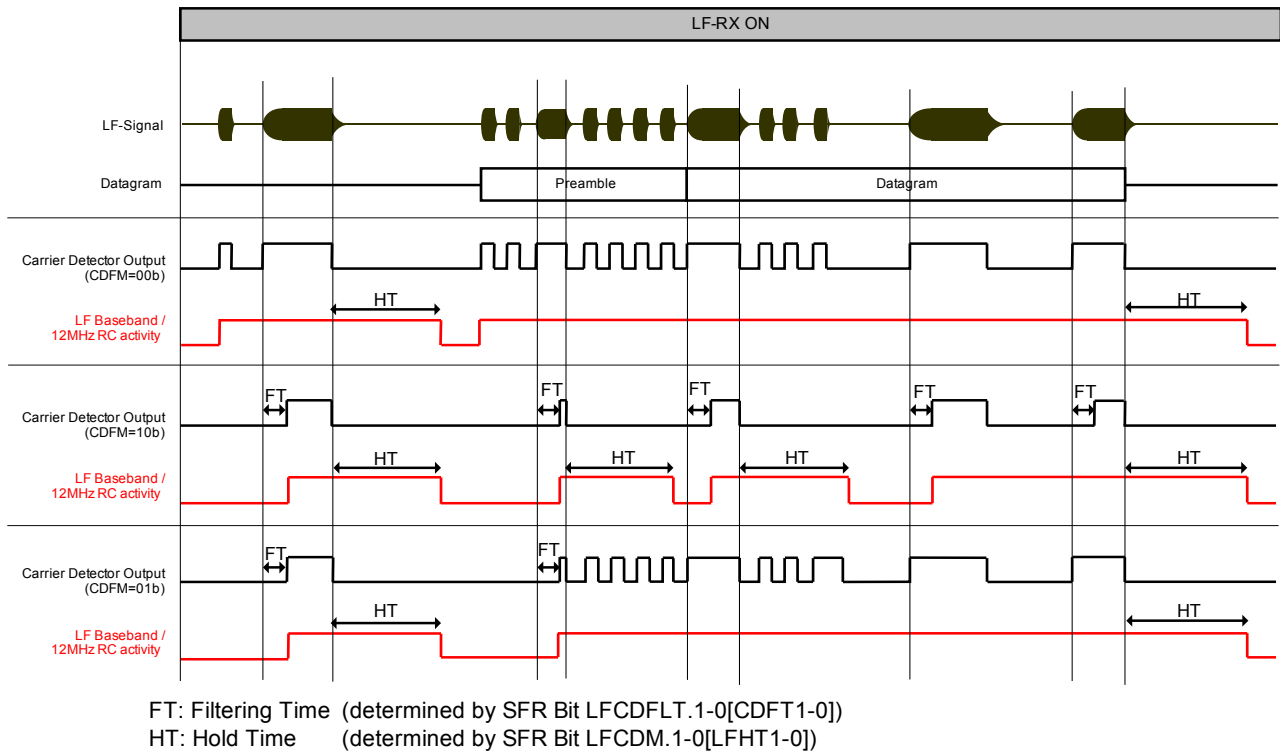 LF-RX ON
LF-Signal
Datagram
Preamble
Datagram
Carrier Detector Output
(CDFM=00b)
HT
HT
LF Baseband /
12MHz RC activity
FT
FT
FT
FT
FT
Carrier Detector Output
(CDFM=10b)
HT
HT
HT
HT
LF Baseband /
12MHz RC activity
FT
FT
Carrier Detector Output
(CDFM=01b)
HT
HT
LF Baseband /
12MHz RC activity
FT: Filtering Time (determined by SFR Bit LFCDFLT.1-0[CDFT1-0])
HT: Hold Time (determined by SFR Bit LFCDM.1-0[LFHT1-0])